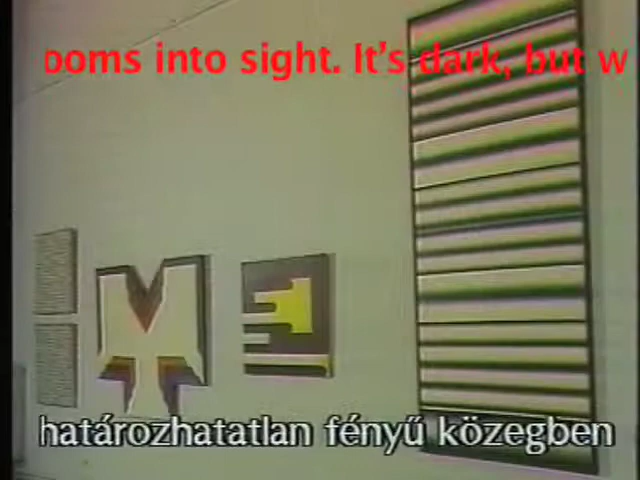 ooms into sight. It's dark, but w
határozhatatlan fényű közegben